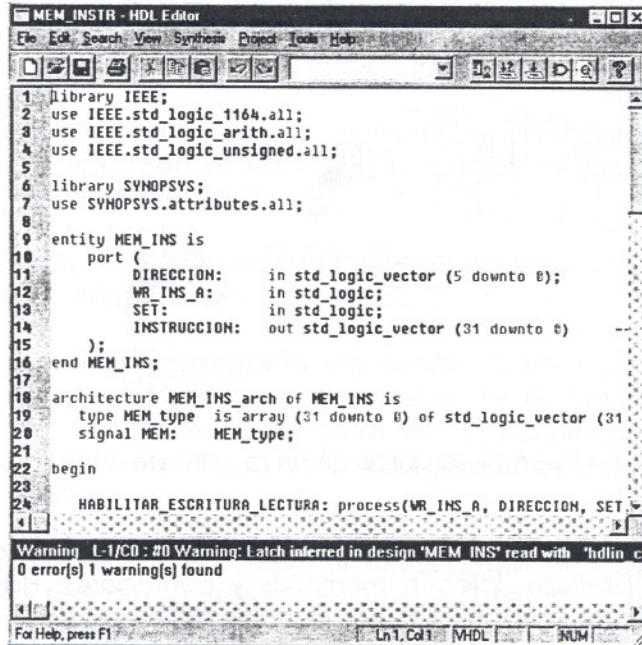 MEM_INSTR - HDL Editor
File Edit Search View Synthesis Project Tools Help
1 library IEEE;
2 use IEEE.std_logic_1164.all;
3 use IEEE.std_logic_arith.all;
4 use IEEE.std_logic_unsigned.all;
5
6 library SYNOPSYS;
7 use SYNOPSYS.attributes.all;
8
9 entity MEM_INS is
10 port (
11 DIRECCION: in std_logic_vector (5 downto 0);
12 WR_INS_A: in std_logic;
13 SET: in std_logic;
14 INSTRUCCION: out std_logic_vector (31 downto 0)
15 );
16 end MEM_INS;
17
18 architecture MEM_INS_arch of MEM_INS is
19 type MEM_type is array (31 downto 0) of std_logic_vector (31
20 signal MEM: MEM_type;
21
22 begin
23
24 HABILITAR_ESCRITURA_LECTURA: process(WR_INS_A, DIRECCION, SET,
Warning L-1/C0 : #0 Warning: Latch inferred in design 'MEM_INS' read with 'hdlin_c
0 error(s) 1 warning(s) found
For Help, press F1 Ln 1, Col 1 VHDL NUM